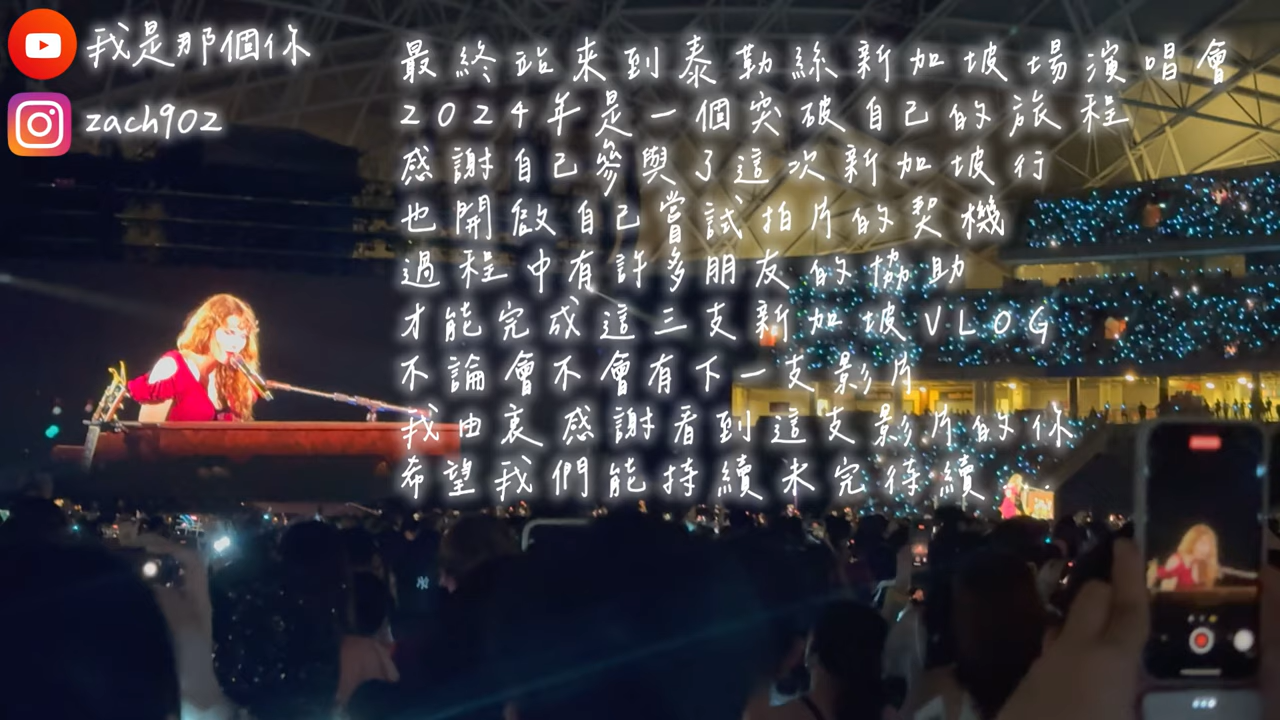 我是那個你
zach902
最終站來到泰勒絲新加坡場演唱會
2024年是一個突破自己的旅程
感謝自己參與了這次新加坡行
也開啟自己嘗試拍片的契機
過程中有許多朋友的協助
才能完成這三支新加坡VLOG
不論會不會有下一支影片
我由衷感謝看到這支影片的你
希望我們能持續未完待續...